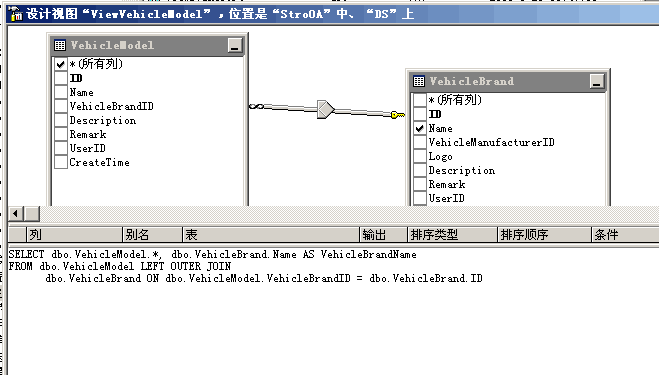 设计视图“ViewVehicleModel”,位置是“StroOA”中、“DS”上
VehicleModel
*(所有列)
ID
Name
VehicleBrandID
Description
Remark
UserID
CreateTime
VehicleBrand
*(所有列)
ID
Name
VehicleManufacturerID
Logo
Description
Remark
UserID
列 别名 表 输出 排序类型 排序顺序 条件
SELECT dbo.VehicleModel.*, dbo.VehicleBrand.Name AS VehicleBrandName
FROM dbo.VehicleModel LEFT OUTER JOIN
dbo.VehicleBrand ON dbo.VehicleModel.VehicleBrandID = dbo.VehicleBrand.ID